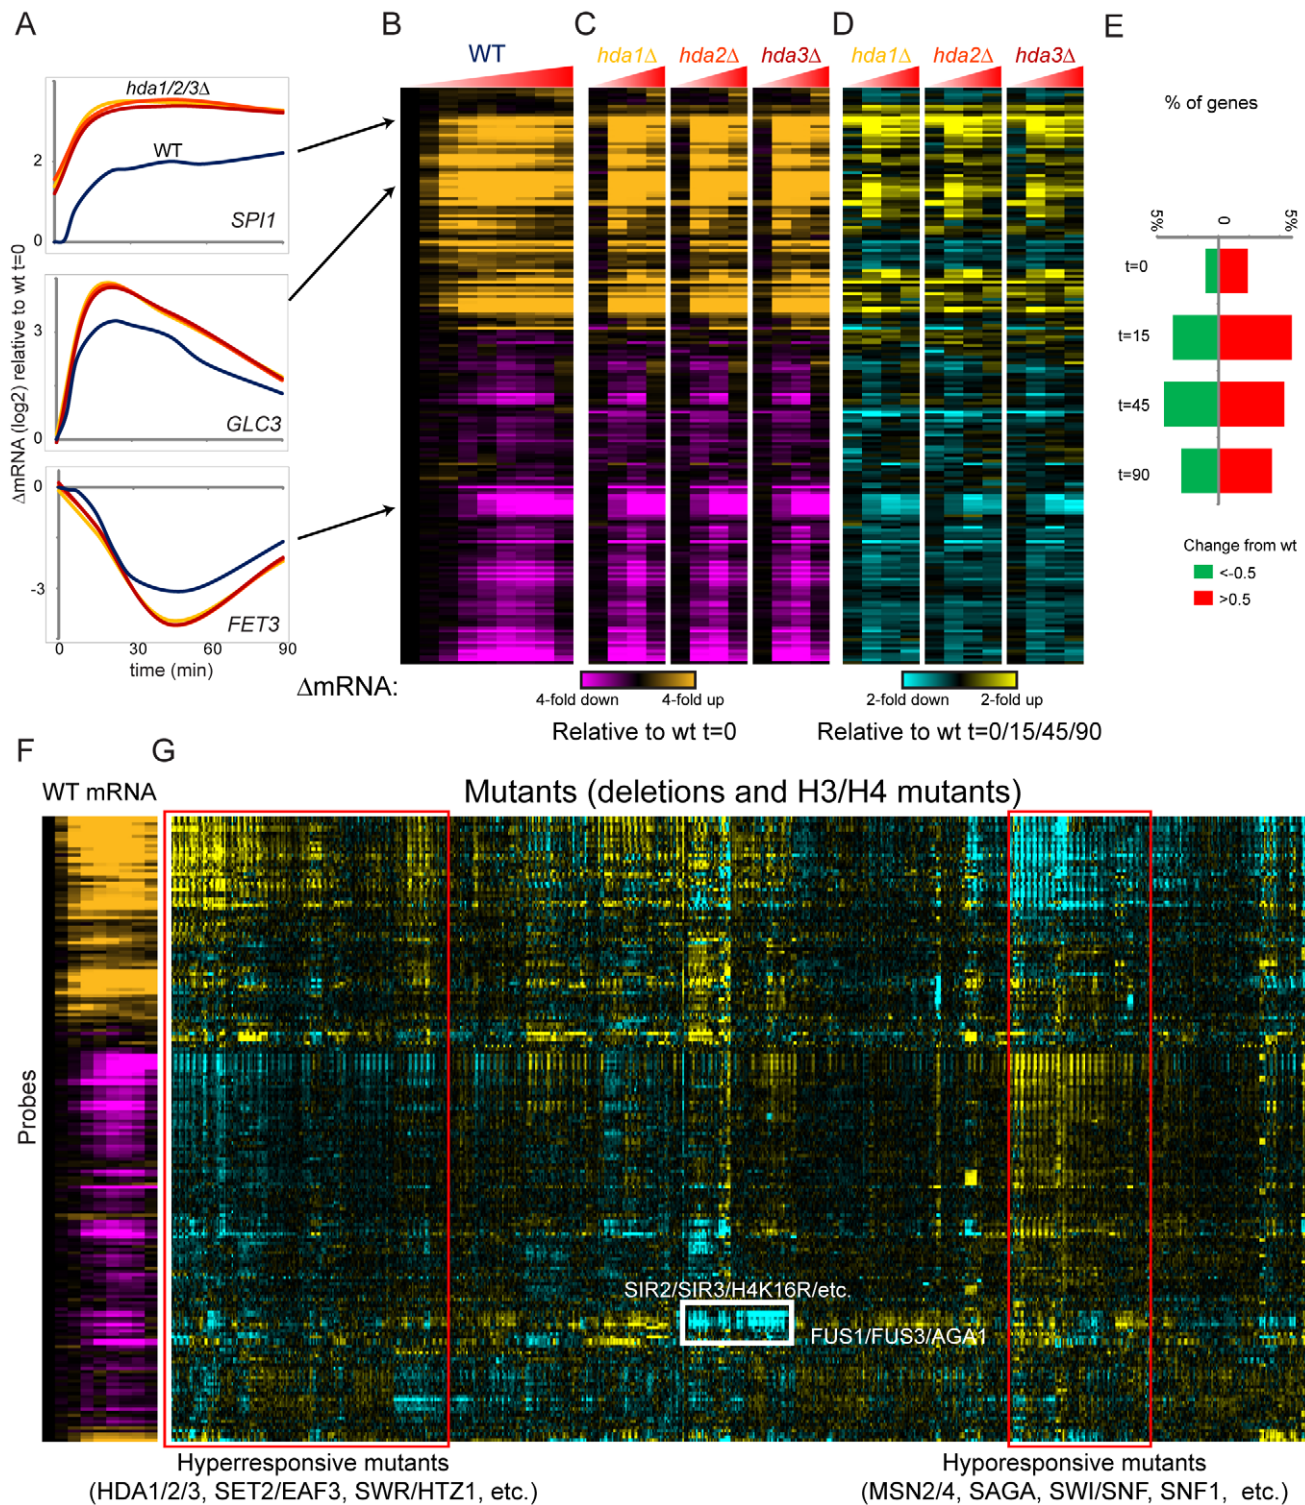 A
B
C
D
E
WT
hda1Δ
hda2Δ
hda3Δ
hda1Δ
hda2Δ
hda3Δ
% of genes
ΔmRNA (log2) relative to wt t=0
hda1/2/3Δ
WT
2
0
SPI1
3
0
GLC3
0
-3
FET3
0
30
60
90
time (min)
5%
0
5%
t=0
t=15
t=45
t=90
Change from wt
<-0.5
>0.5
ΔmRNA:
4-fold down
4-fold up
Relative to wt t=0
2-fold down
2-fold up
Relative to wt t=0/15/45/90
F
G
WT mRNA
Mutants (deletions and H3/H4 mutants)
Probes
SIR2/SIR3/H4K16R/etc.
FUS1/FUS3/AGA1
Hyperresponsive mutants
(HDA1/2/3, SET2/EAF3, SWR/HTZ1, etc.)
Hyporesponsive mutants
(MSN2/4, SAGA, SWI/SNF, SNF1, etc.)